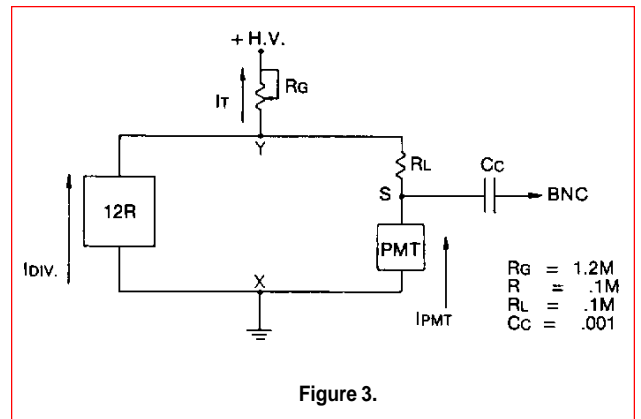 + H.V.
RG
IT
Y
RL
CC
S
BNC
12R
PMT
IDIV.
X
IPMT
RG = 1.2M
R = .1M
RL = .1M
CC = .001
Figure 3.